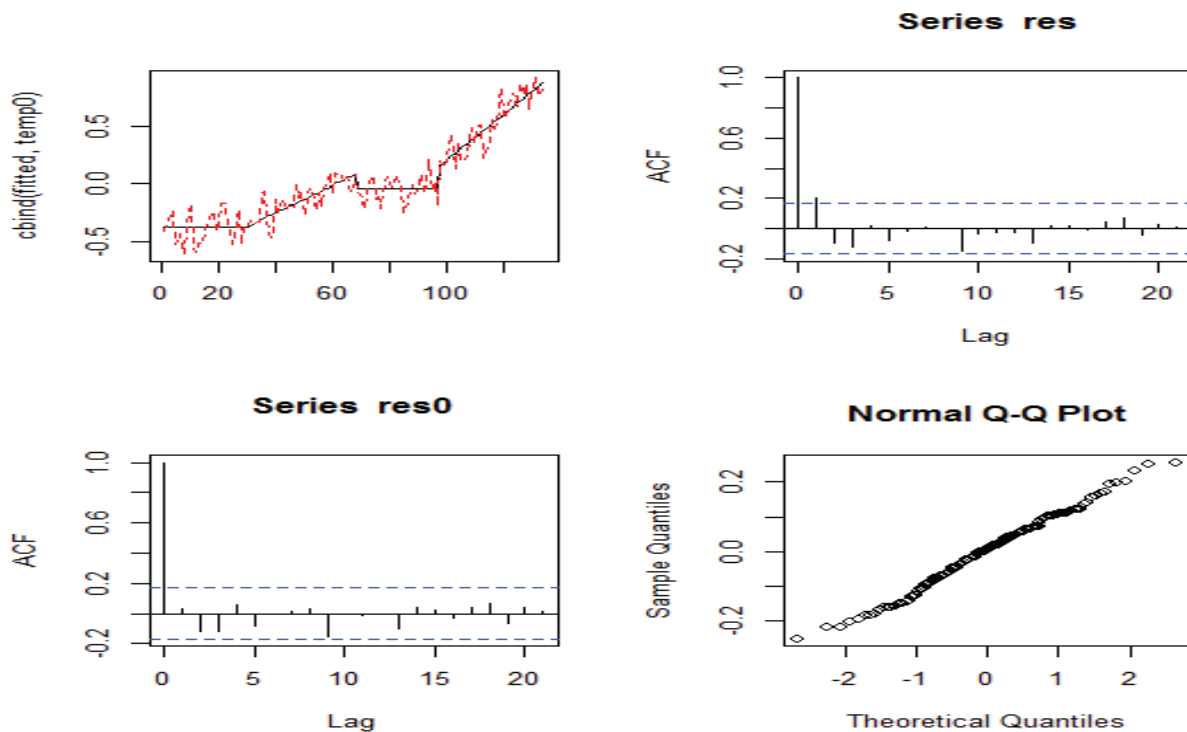 cbind(fitted, temp0)
0.5
0.0
-0.5
0 20 60 100
Series res
ACF
1.0
0.6
0.2
-0.2
0 5 10 15 20
Lag
Series res0
ACF
1.0
0.6
0.2
-0.2
0 5 10 15 20
Lag
Normal Q-Q Plot
Sample Quantiles
0.2
0.0
-0.2
-2 -1 0 1 2
Theoretical Quantiles